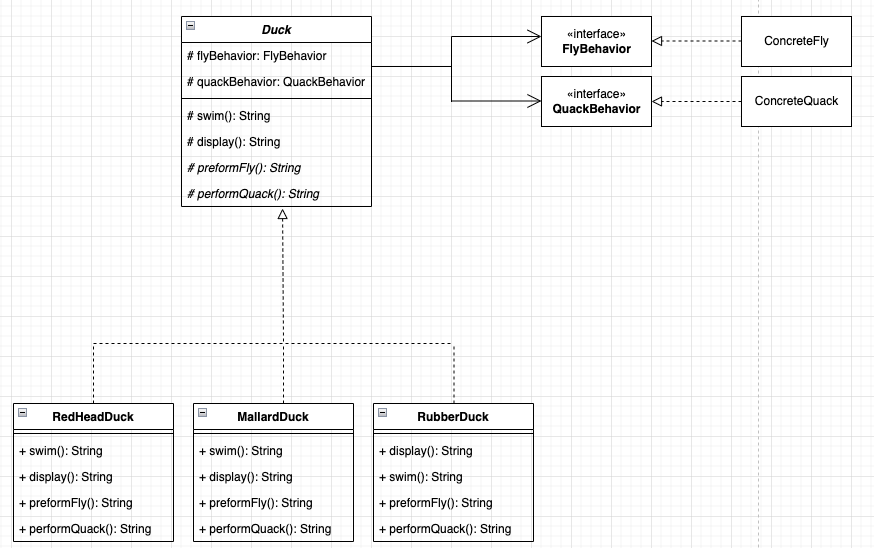 Duck
# flyBehavior: FlyBehavior
# quackBehavior: QuackBehavior
# swim(): String
# display(): String
# preformFly(): String
# performQuack(): String
«interface»
FlyBehavior
ConcreteFly
«interface»
QuackBehavior
ConcreteQuack
RedHeadDuck
+ swim(): String
+ display(): String
+ preformFly(): String
+ performQuack(): String
MallardDuck
+ swim(): String
+ display(): String
+ preformFly(): String
+ performQuack(): String
RubberDuck
+ display(): String
+ swim(): String
+ preformFly(): String
+ performQuack(): String